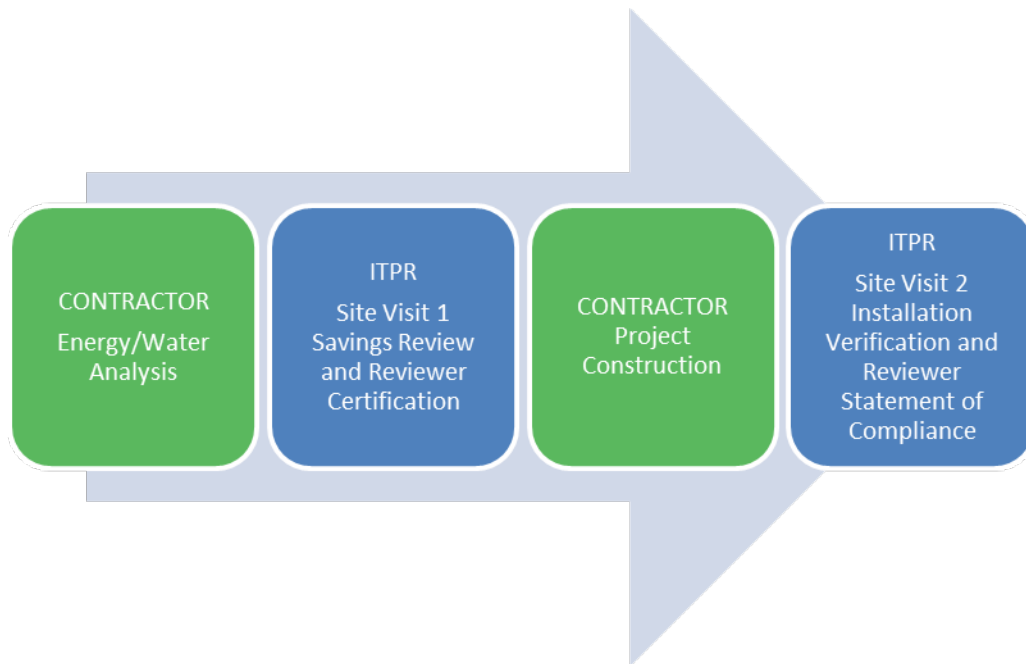 CONTRACTOR
Energy/Water
Analysis
ITPR
Site Visit 1
Savings Review
and Reviewer
Certification
CONTRACTOR
Project
Construction
ITPR
Site Visit 2
Installation
Verification and
Reviewer
Statement of
Compliance